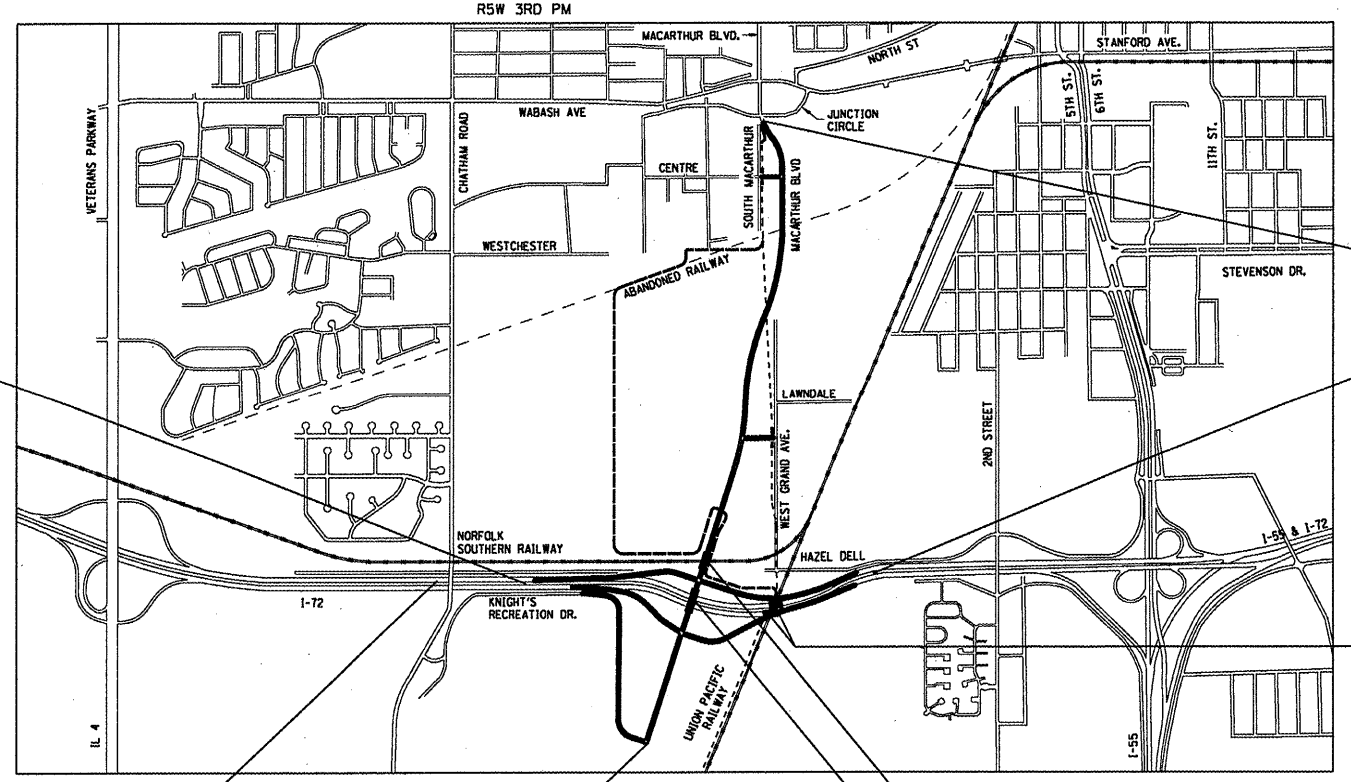 R5W 3RD PM
MACARTHUR BLVD.
NORTH ST
STANFORD AVE.
WABASH AVE
JUNCTION
CIRCLE
5TH ST.
6TH ST.
11TH ST.
VETERANS PARKWAY
CHATHAM ROAD
CENTRE
SOUTH MACARTHUR
MACARTHUR BLVD
WESTCHESTER
ABANDONED RAILWAY
STEVENSON DR.
LAWNDALE
WEST GRAND AVE.
2ND STREET
NORFOLK
SOUTHERN RAILWAY
HAZEL DELL
I-55 & I-72
I-72
KNIGHT'S
RECREATION DR.
UNION PACIFIC
RAILWAY
IL 4
I-55